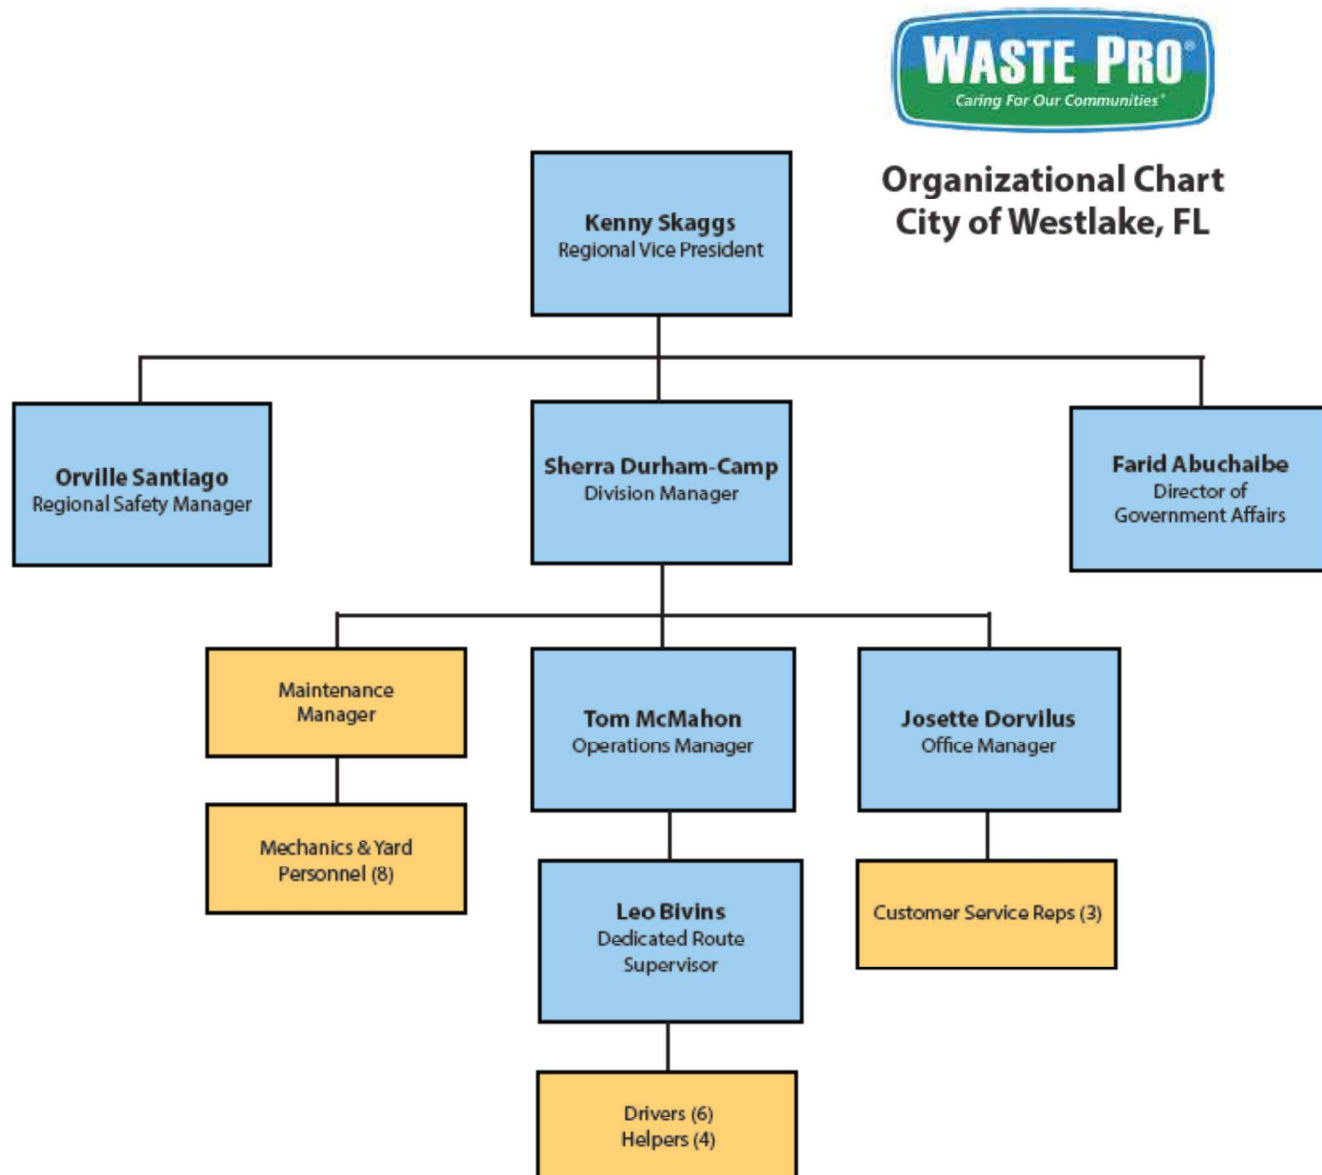 WASTE PRO®
Caring For Our Communities®
Organizational Chart
City of Westlake, FL
Kenny Skaggs
Regional Vice President
Orville Santiago
Regional Safety Manager
Sherra Durham-Camp
Division Manager
Farid Abuchaibe
Director of
Government Affairs
Maintenance
Manager
Tom McMahon
Operations Manager
Josette Dorvilus
Office Manager
Mechanics & Yard
Personnel (8)
Leo Bivins
Dedicated Route
Supervisor
Customer Service Reps (3)
Drivers (6)
Helpers (4)